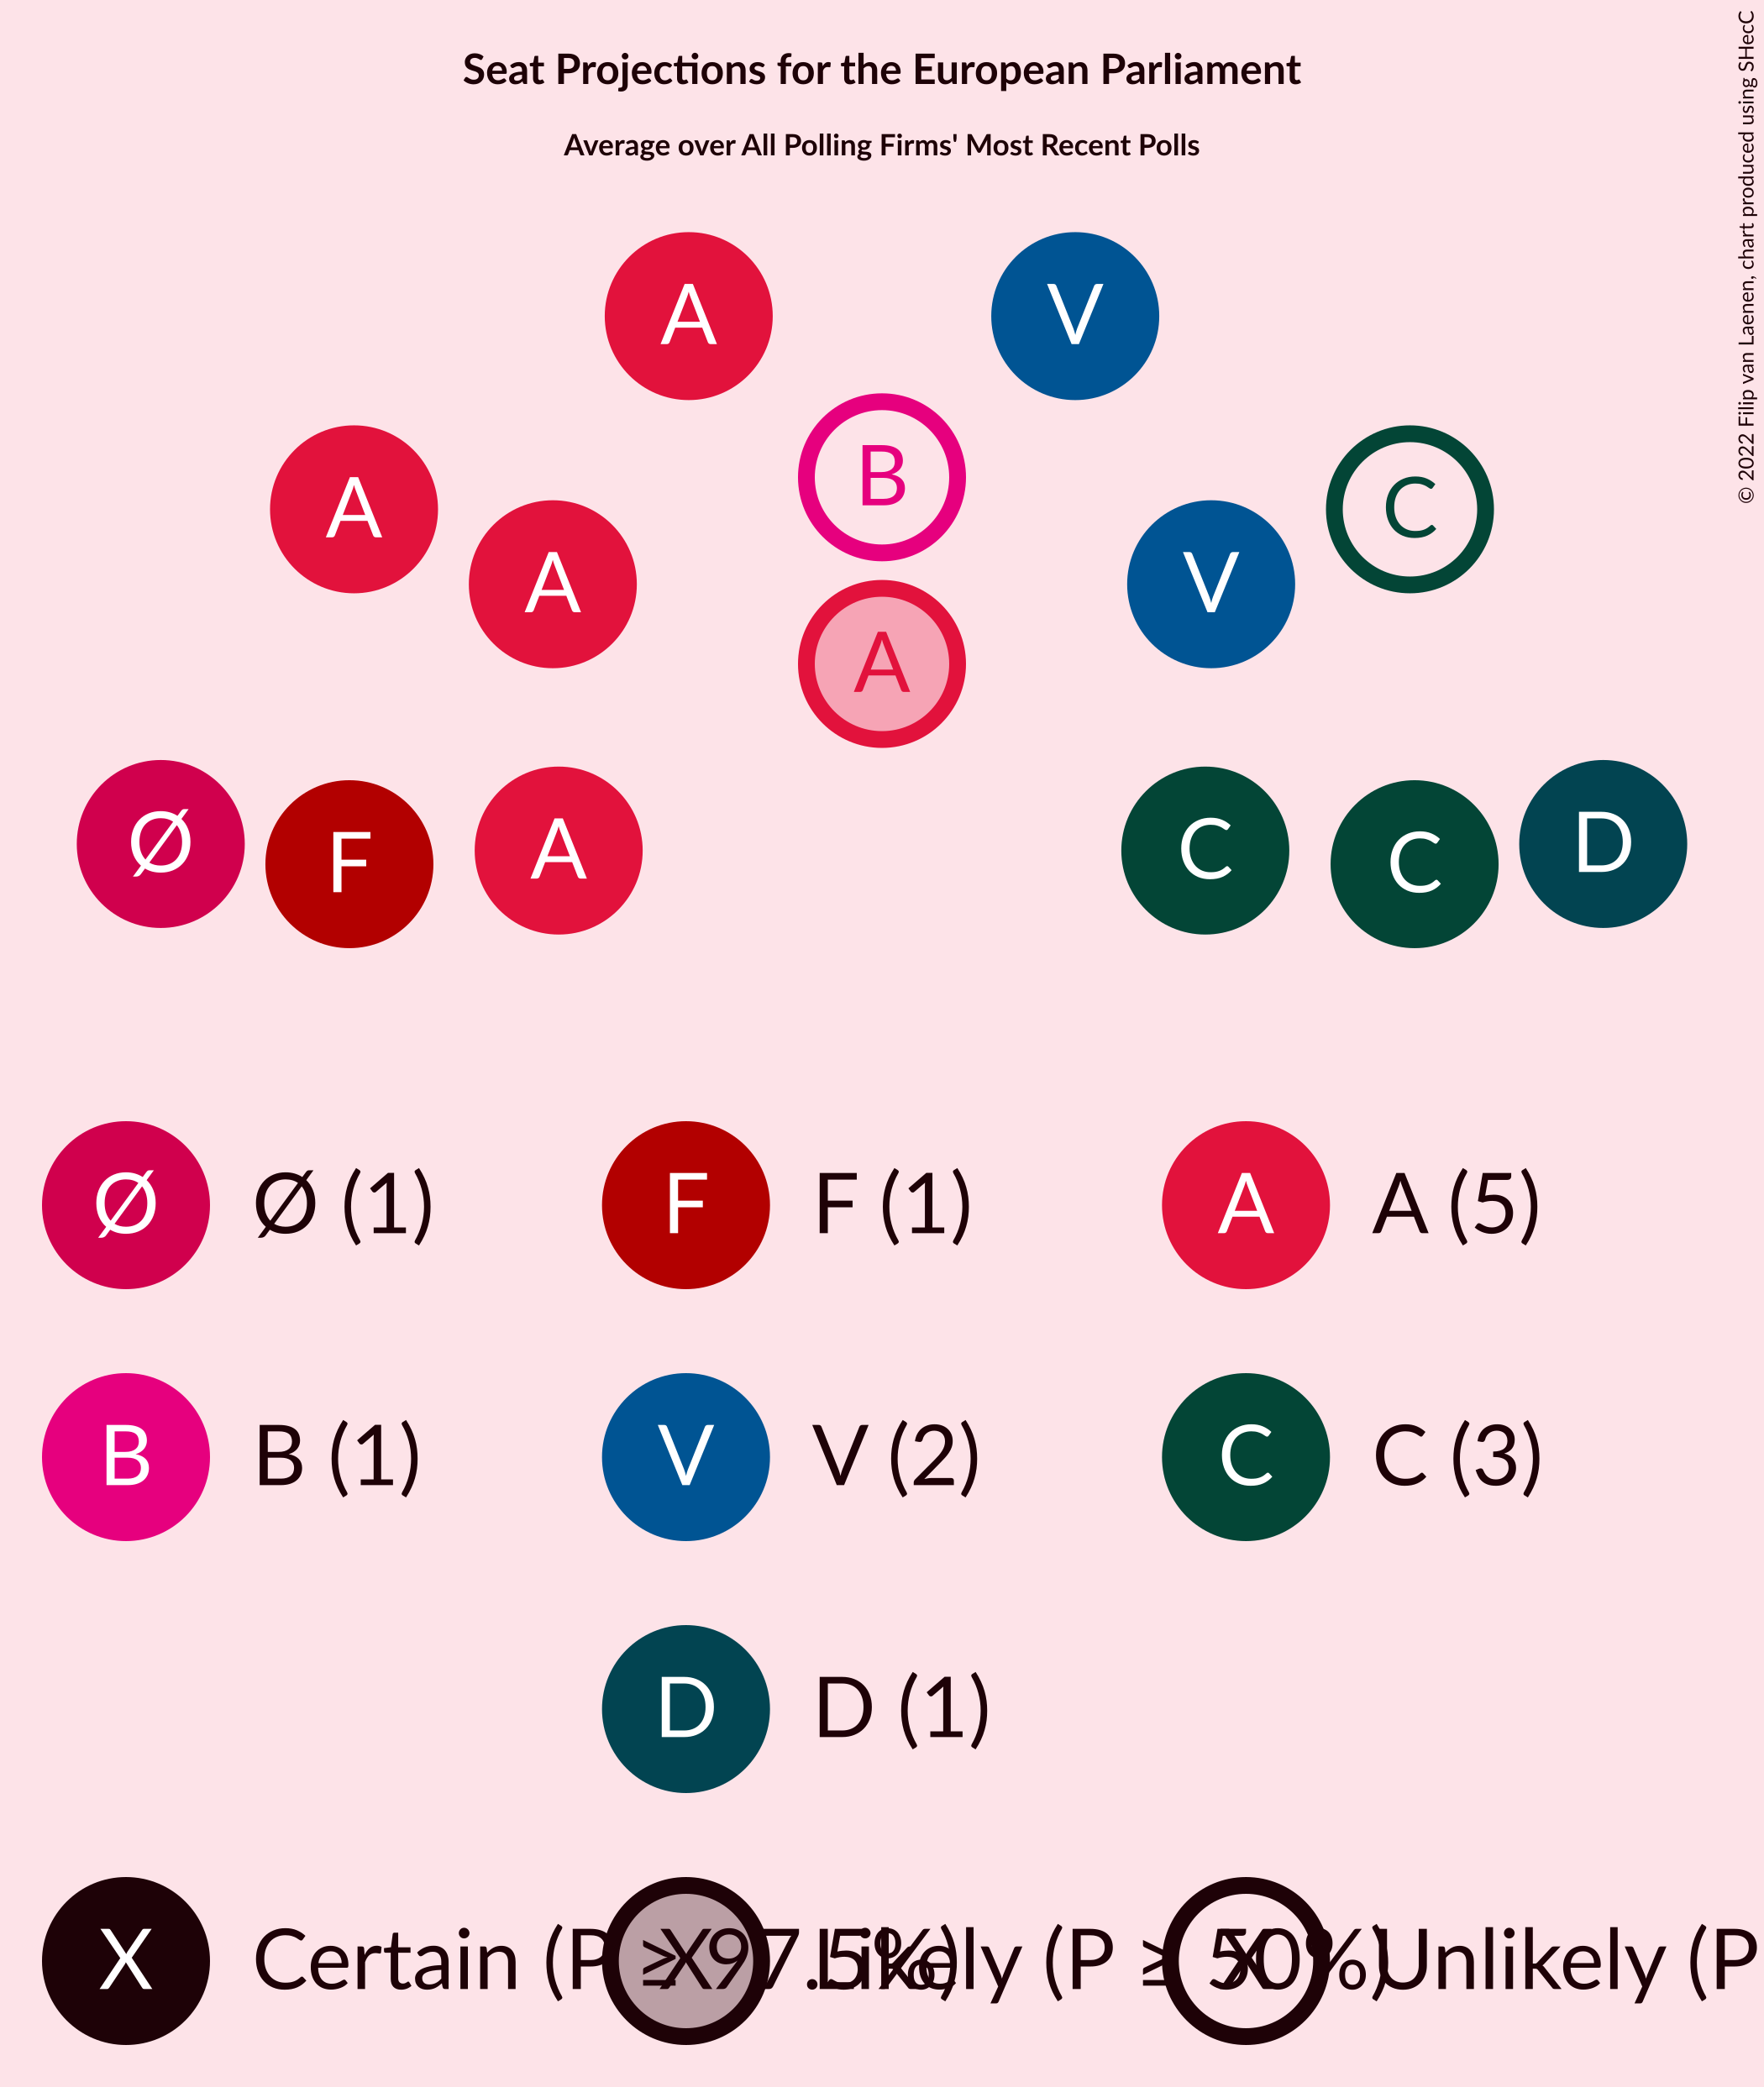 Seat Projections for the European Parliament
Average over All Polling Firms' Most Recent Polls
© 2022 Filip van Laenen, chart produced using SHecC
A V
B
A C
A V
A
Ø F A C C D
Ø Ø (1) F F (1) A A (5)
B B (1) V V (2) C C (3)
D D (1)
X Certain (P ≥ 97.5%) X Likely (P ≥ 50%) X Unlikely (P